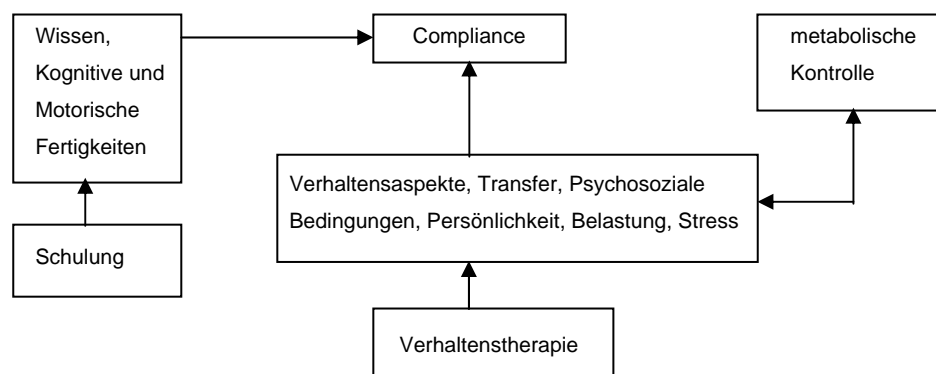 Wissen,
Kognitive und
Motorische
Fertigkeiten
Compliance
metabolische
Kontrolle
Verhaltensaspekte, Transfer, Psychosoziale
Bedingungen, Persönlichkeit, Belastung, Stress
Schulung
Verhaltenstherapie